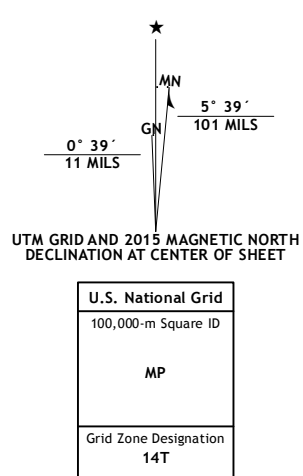 ★
MN
5° 39´
101 MILS
GN
0° 39´
11 MILS
UTM GRID AND 2015 MAGNETIC NORTH
DECLINATION AT CENTER OF SHEET
U.S. National Grid
100,000-m Square ID
MP
Grid Zone Designation
14T